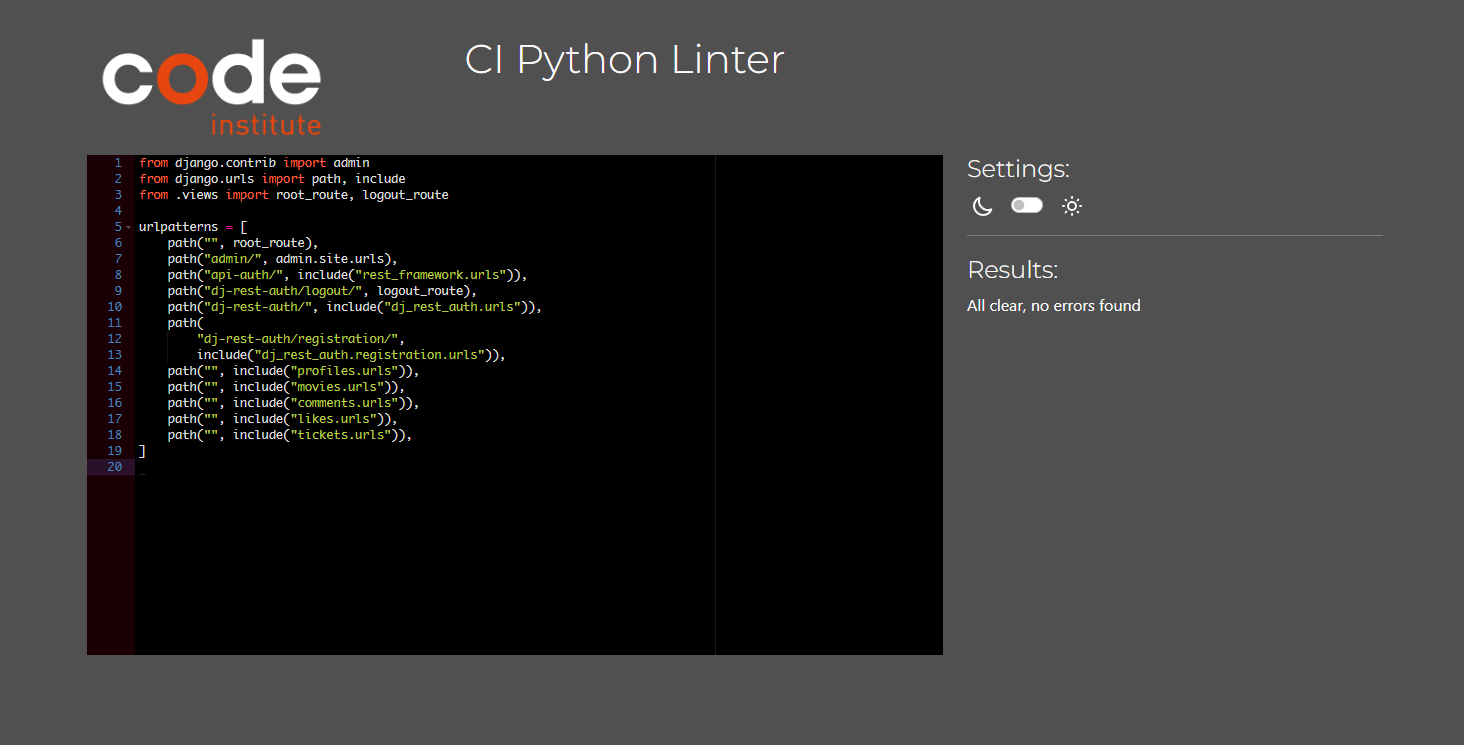 code
institute
CI Python Linter
1 from django.contrib import admin
2 from django.urls import path, include
3 from .views import root_route, logout_route
4
5 urlpatterns = [
6     path("", root_route),
7     path("admin/", admin.site.urls),
8     path("api-auth/", include("rest_framework.urls")),
9     path("dj-rest-auth/logout/", logout_route),
10     path("dj-rest-auth/", include("dj_rest_auth.urls")),
11     path(
12         "dj-rest-auth/registration/",
13         include("dj_rest_auth.registration.urls")),
14     path("", include("profiles.urls")),
15     path("", include("movies.urls")),
16     path("", include("comments.urls")),
17     path("", include("likes.urls")),
18     path("", include("tickets.urls")),
19 ]
20
Settings:
Results:
All clear, no errors found